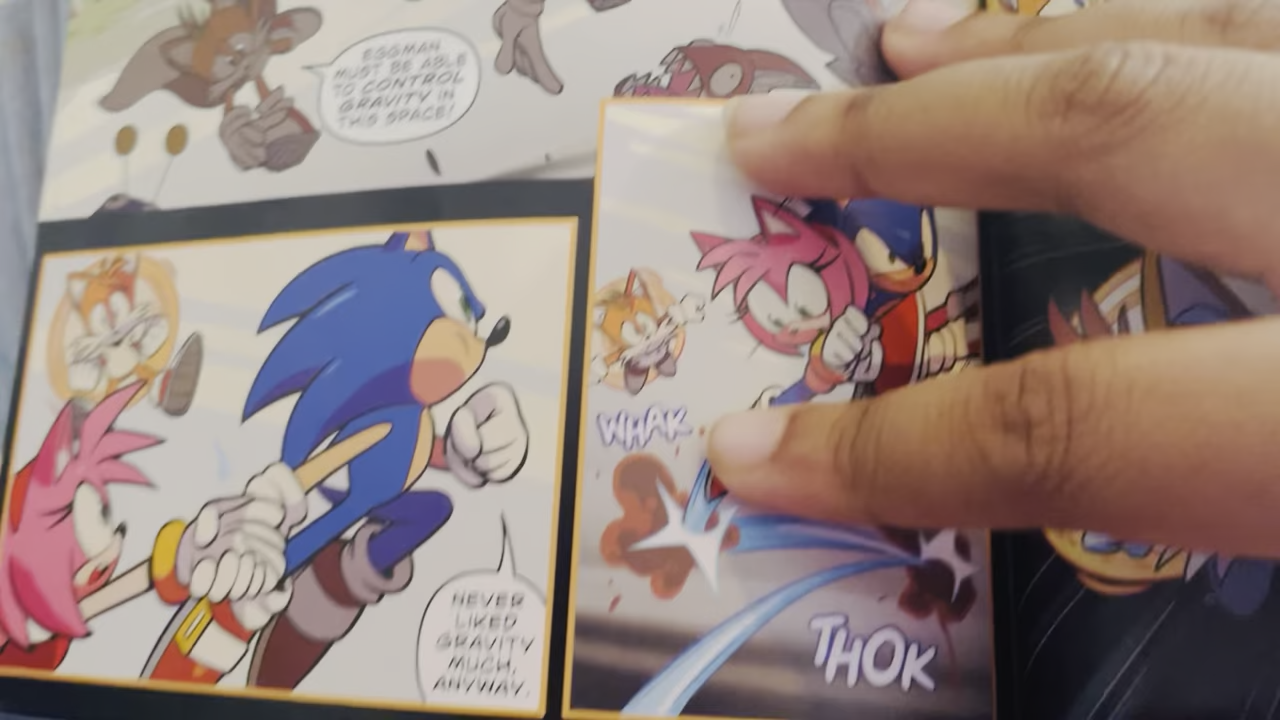 EGGMAN
MUST BE ABLE
TO CONTROL
GRAVITY IN
THIS SPACE!
WHAK
NEVER
LIKED
GRAVITY
MUCH,
ANYWAY.
THOK